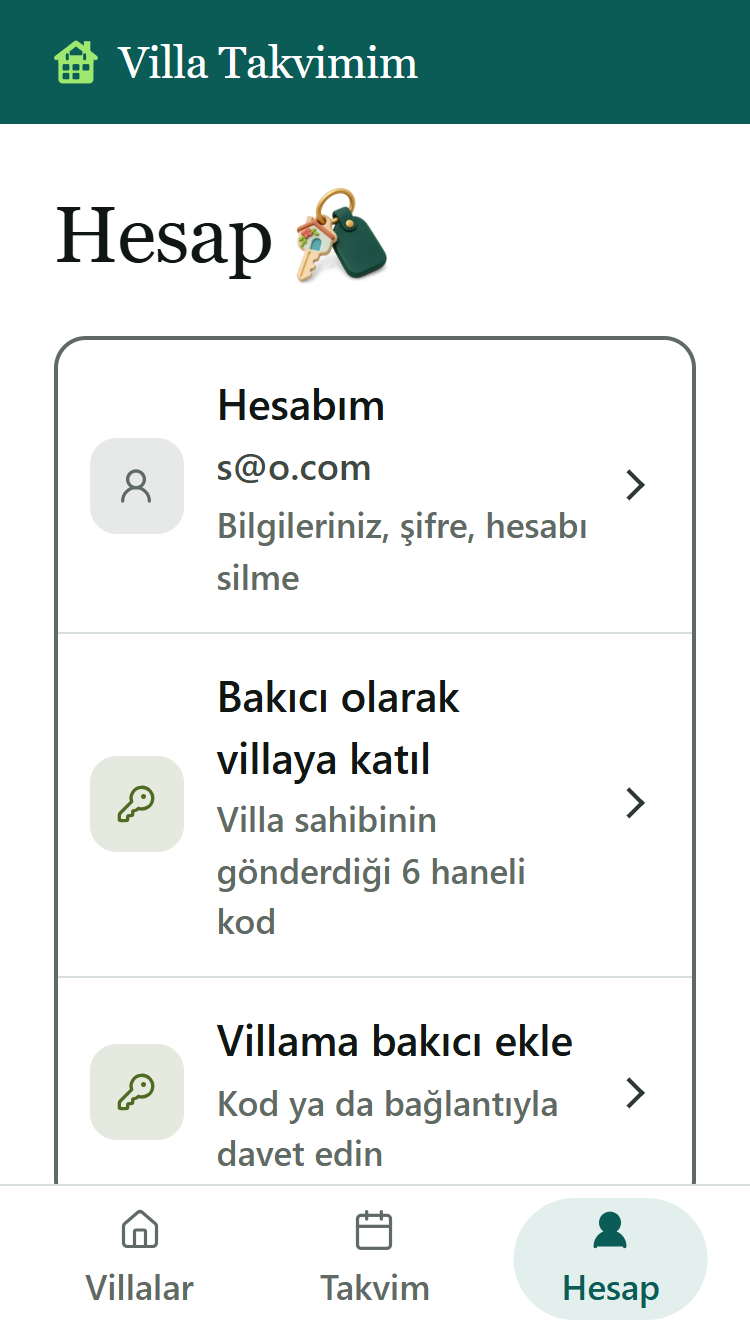 Villa Takvimim
Hesap
Hesabım
s@o.com
Bilgileriniz, şifre, hesabı
silme
Bakıcı olarak
villaya katıl
Villa sahibinin
gönderdiği 6 haneli
kod
Villama bakıcı ekle
Kod ya da bağlantıyla
davet edin
Villalar
Takvim
Hesap